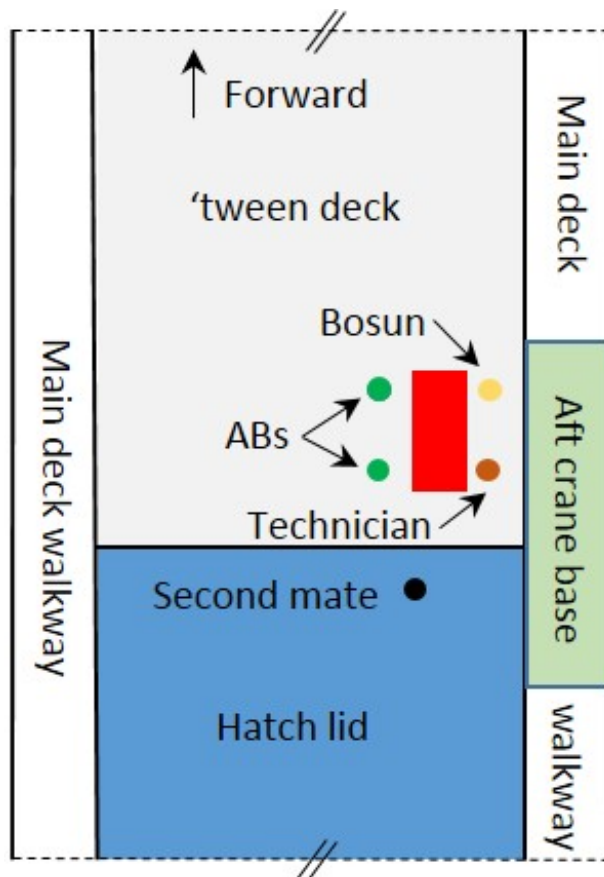 Forward
'tween deck
Main deck
Bosun
ABs
Main deck walkway
Aft crane base
Technician
Second mate
Hatch lid
walkway